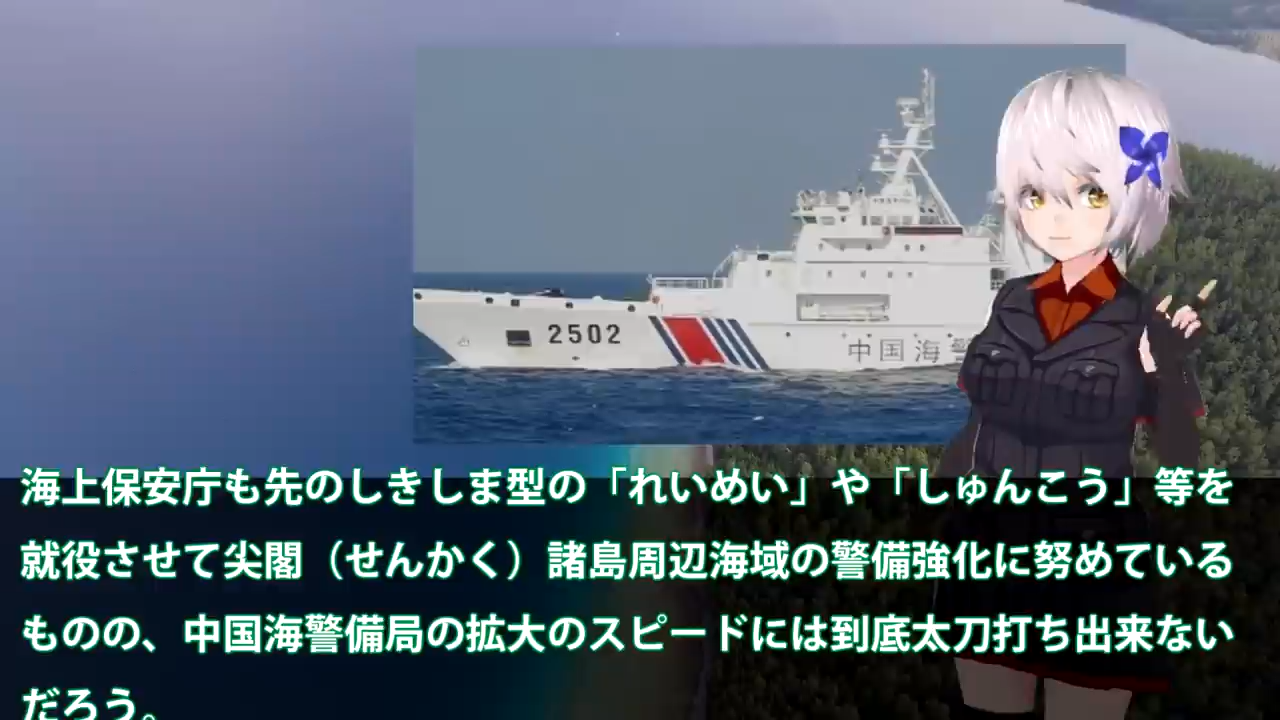 2502
中国海警
海上保安庁も先のしきしま型の「れいめい」や「しゅんこう」等を
就役させて尖閣（せんかく）諸島周辺海域の警備強化に努めている
ものの、中国海警備局の拡大のスピードには到底太刀打ち出来ない
だろう。